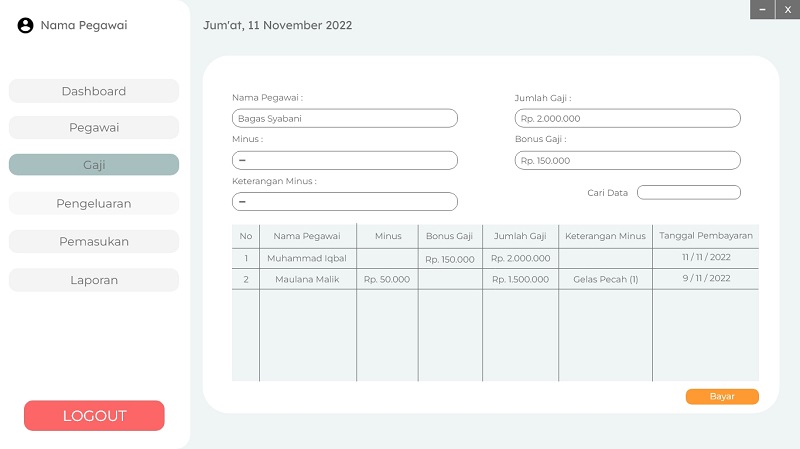 Nama Pegawai
Jum'at, 11 November 2022
– X
Dashboard
Pegawai
Gaji
Pengeluaran
Pemasukan
Laporan
LOGOUT
Nama Pegawai :
Bagas Syabani
Minus :
–
Keterangan Minus :
–
Jumlah Gaji :
Rp. 2.000.000
Bonus Gaji :
Rp. 150.000
Cari Data
No Nama Pegawai Minus Bonus Gaji Jumlah Gaji Keterangan Minus Tanggal Pembayaran
1 Muhammad Iqbal Rp. 150.000 Rp. 2.000.000 11 / 11 / 2022
2 Maulana Malik Rp. 50.000 Rp. 1.500.000 Gelas Pecah (1) 9 / 11 / 2022
Bayar